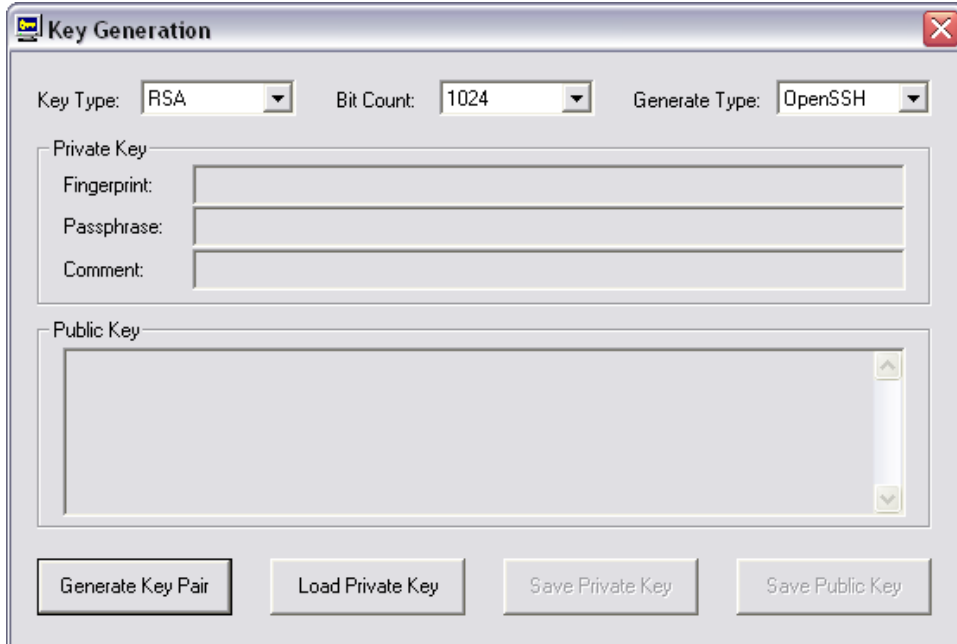 Key Generation
Key Type: RSA Bit Count: 1024 Generate Type: OpenSSH
Private Key
Fingerprint:
Passphrase:
Comment:
Public Key
Generate Key Pair Load Private Key Save Private Key Save Public Key